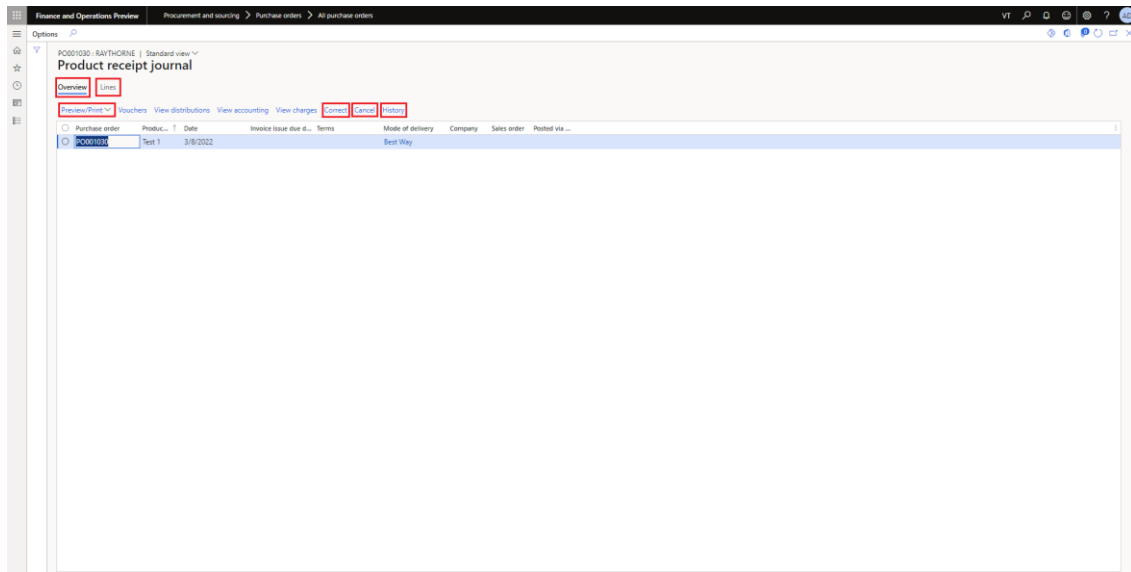 Finance and Operations Preview Procurement and sourcing > Purchase orders > All purchase orders VT ? AD
Options 0
PO001030 : RAYTHORNE | Standard view
Product receipt journal
Overview Lines
Preview/Print Vouchers View distributions View accounting View charges Correct Cancel History
Purchase order Produc... ↑ Date Invoice issue due d... Terms Mode of delivery Company Sales order Posted via ...
PO001030 Test 1 3/8/2022 Best Way